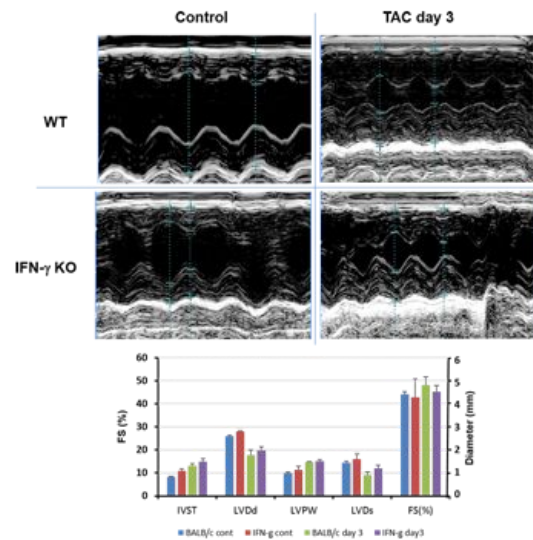 Control TAC day 3
WT
IFN-γ KO
60 6
50 5
40 4
30 3
20 2
10 1
0 0
FS (%)
Diameter (mm)
IVST LVDd LVPW LVDs FS(%)
BALB/c cont IFN-g cont BALB/c day 3 IFN-g day3